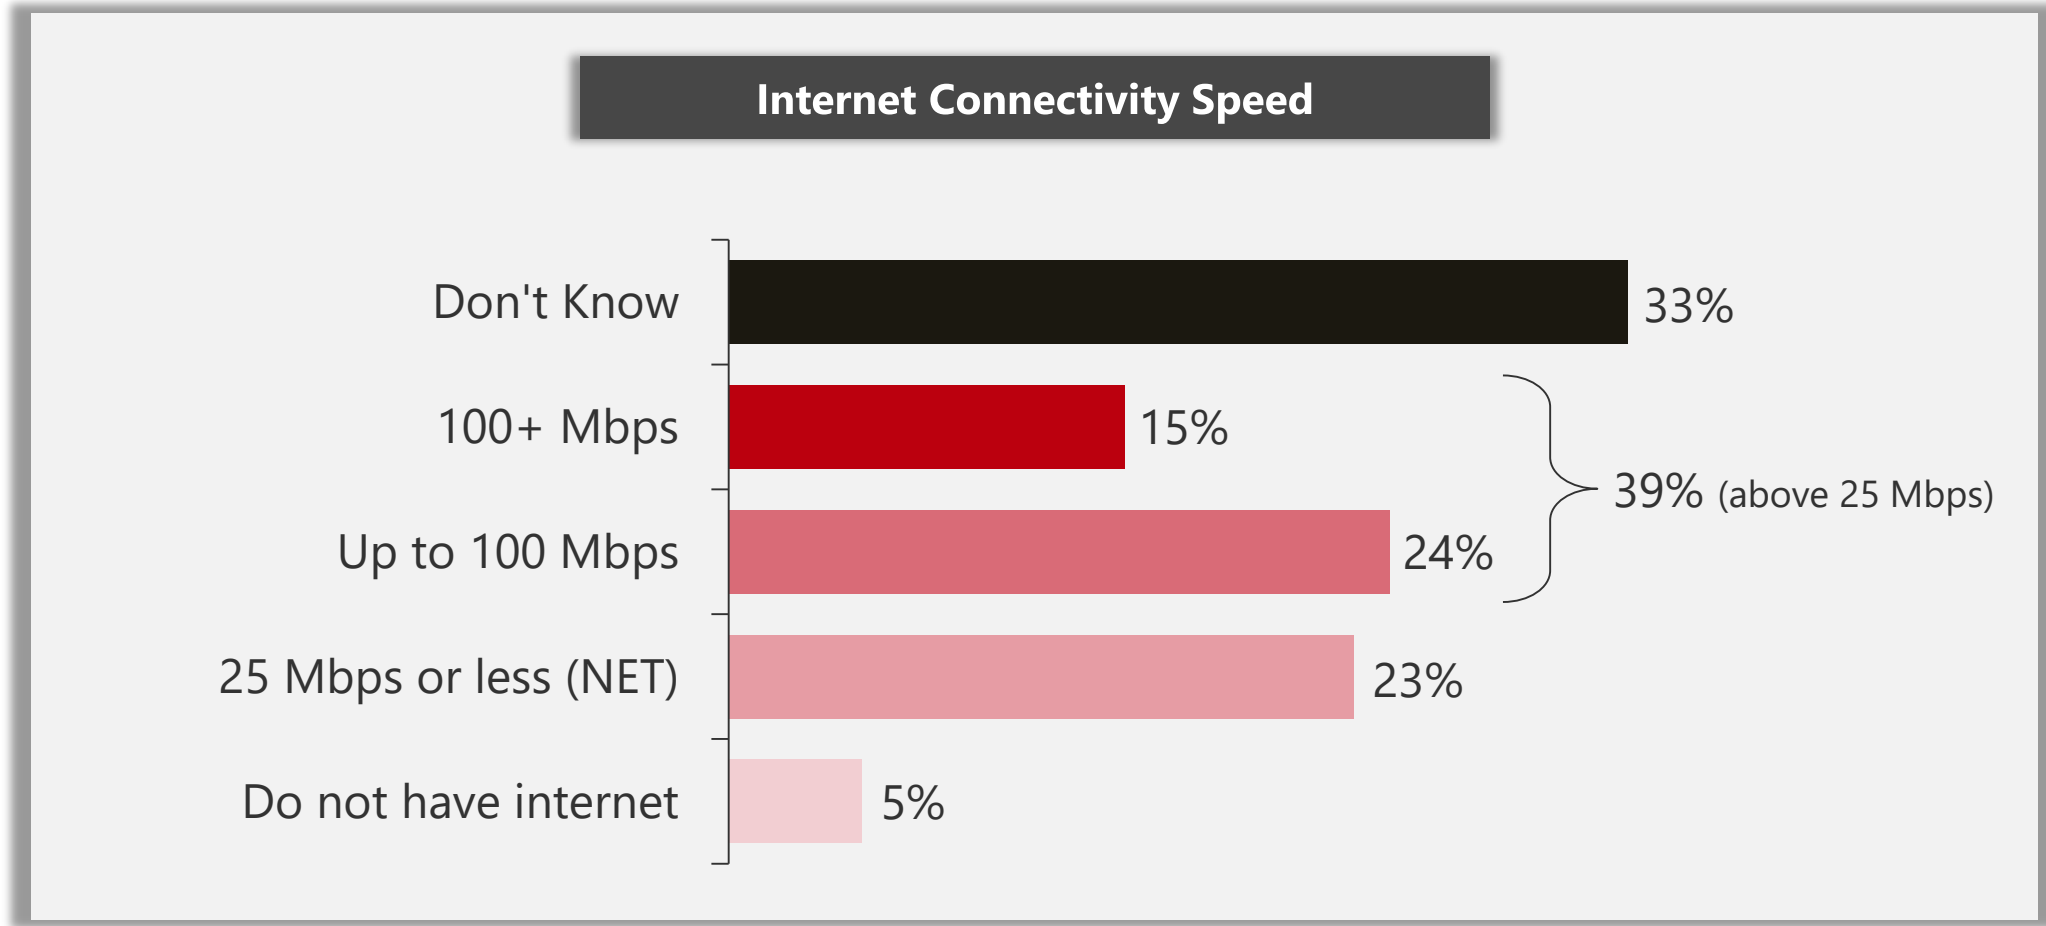 Internet Connectivity Speed
Don't Know 33%
100+ Mbps 15%
39% (above 25 Mbps)
Up to 100 Mbps 24%
25 Mbps or less (NET) 23%
Do not have internet 5%